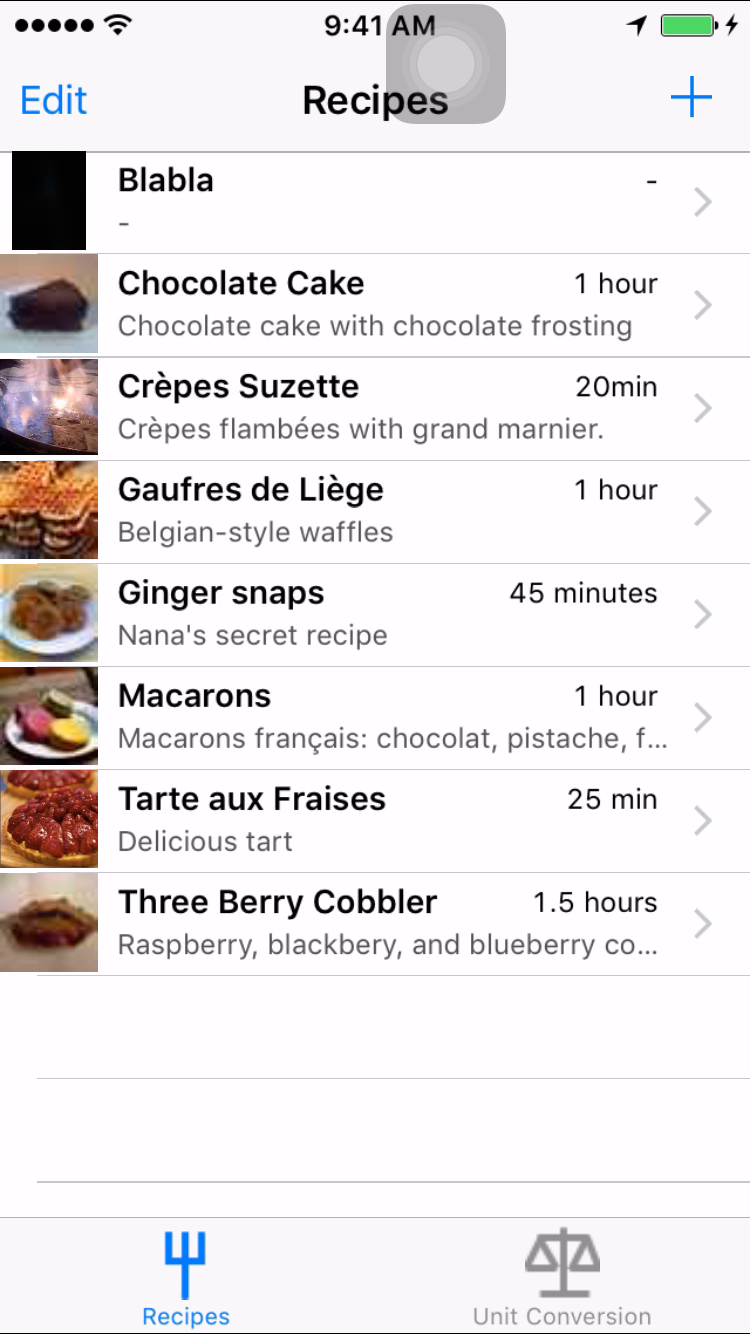 9:41 AM
Edit
Recipes
Blabla
-
-
Chocolate Cake
1 hour
Chocolate cake with chocolate frosting
Crèpes Suzette
20min
Crèpes flambées with grand marnier.
Gaufres de Liège
1 hour
Belgian-style waffles
Ginger snaps
45 minutes
Nana's secret recipe
Macarons
1 hour
Macarons français: chocolat, pistache, f...
Tarte aux Fraises
25 min
Delicious tart
Three Berry Cobbler
1.5 hours
Raspberry, blackbery, and blueberry co...
Recipes
Unit Conversion